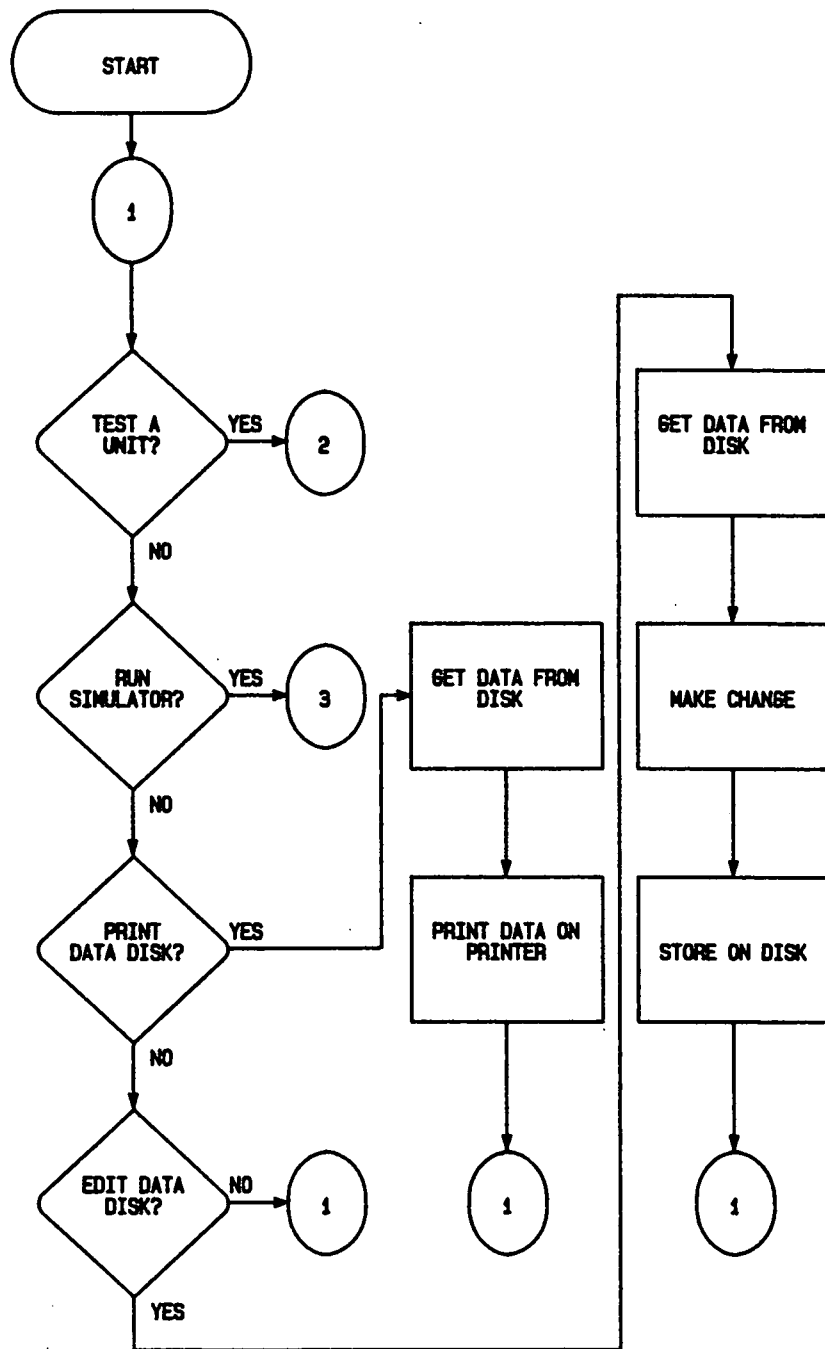 START
1
TEST A
UNIT?
YES
2
NO
RUN
SIMULATOR?
YES
3
NO
PRINT
DATA DISK?
YES
NO
EDIT DATA
DISK?
NO
1
YES
GET DATA FROM
DISK
PRINT DATA ON
PRINTER
1
GET DATA FROM
DISK
MAKE CHANGE
STORE ON DISK
1